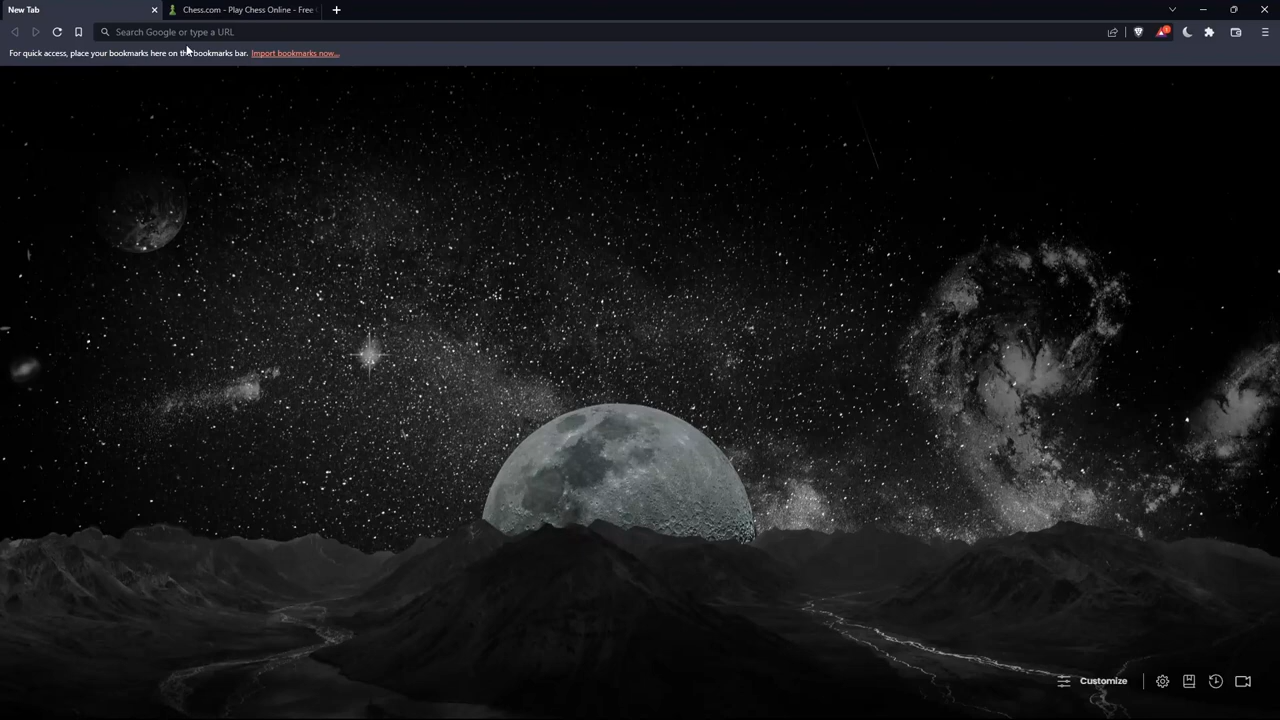 New Tab
Chess.com - Play Chess Online - Free
Search Google or type a URL
For quick access, place your bookmarks here on the bookmarks bar. Import bookmarks now...
1
Customize